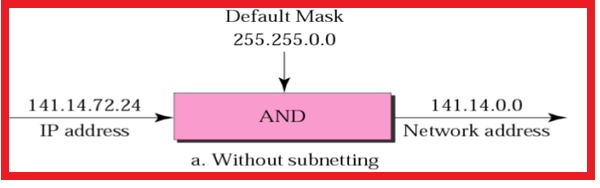 Default Mask
255.255.0.0
141.14.72.24
IP address
AND
141.14.0.0
Network address
a. Without subnetting